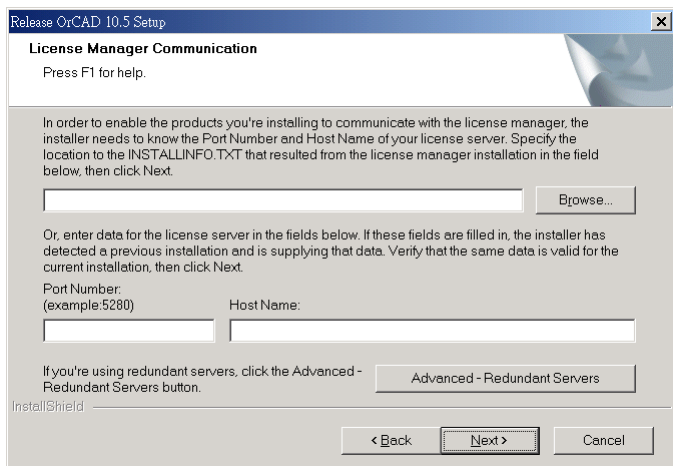 Release OrCAD 10.5 Setup
License Manager Communication
Press F1 for help.
In order to enable the products you're installing to communicate with the license manager, the
installer needs to know the Port Number and Host Name of your license server. Specify the
location to the INSTALLINFO.TXT that resulted from the license manager installation in the field
below, then click Next.
Browse...
Or, enter data for the license server in the fields below. If these fields are filled in, the installer has
detected a previous installation and is supplying that data. Verify that the same data is valid for the
current installation, then click Next.
Port Number:
(example:5280)
Host Name:
If you're using redundant servers, click the Advanced -
Redundant Servers button.
Advanced - Redundant Servers
InstallShield
< Back
Next >
Cancel